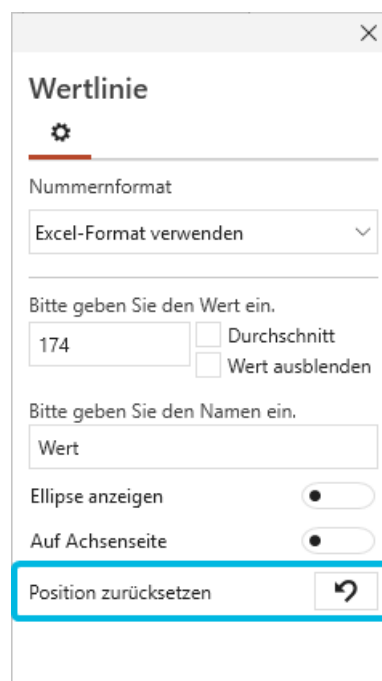 Wertlinie
Nummernformat
Excel-Format verwenden
Bitte geben Sie den Wert ein.
174
Durchschnitt
Wert ausblenden
Bitte geben Sie den Namen ein.
Wert
Ellipse anzeigen
Auf Achsenseite
Position zurücksetzen